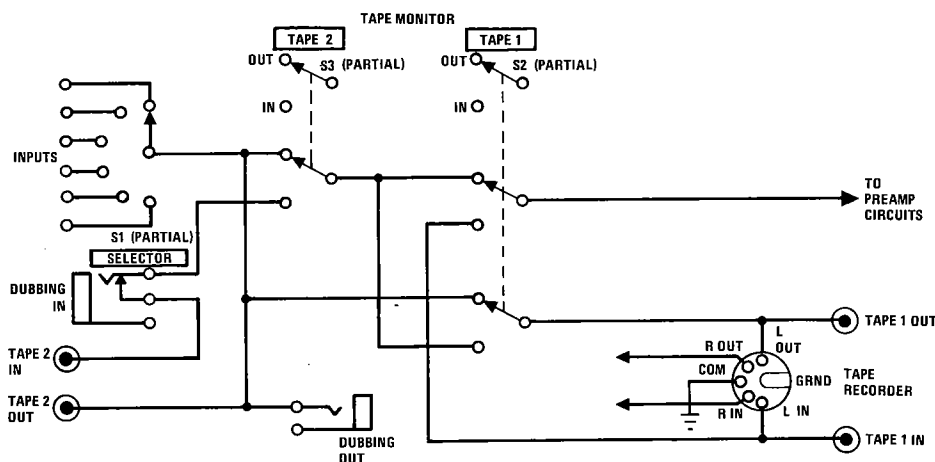 TAPE MONITOR
TAPE 2
TAPE 1
OUT
S3 (PARTIAL)
OUT
S2 (PARTIAL)
IN
IN
INPUTS
TO
PREAMP
CIRCUITS
S1 (PARTIAL)
SELECTOR
DUBBING
IN
TAPE 2
IN
TAPE 2
OUT
DUBBING
OUT
TAPE 1 OUT
L
OUT
R OUT
COM
GRND
TAPE
RECORDER
R IN
L IN
TAPE 1 IN